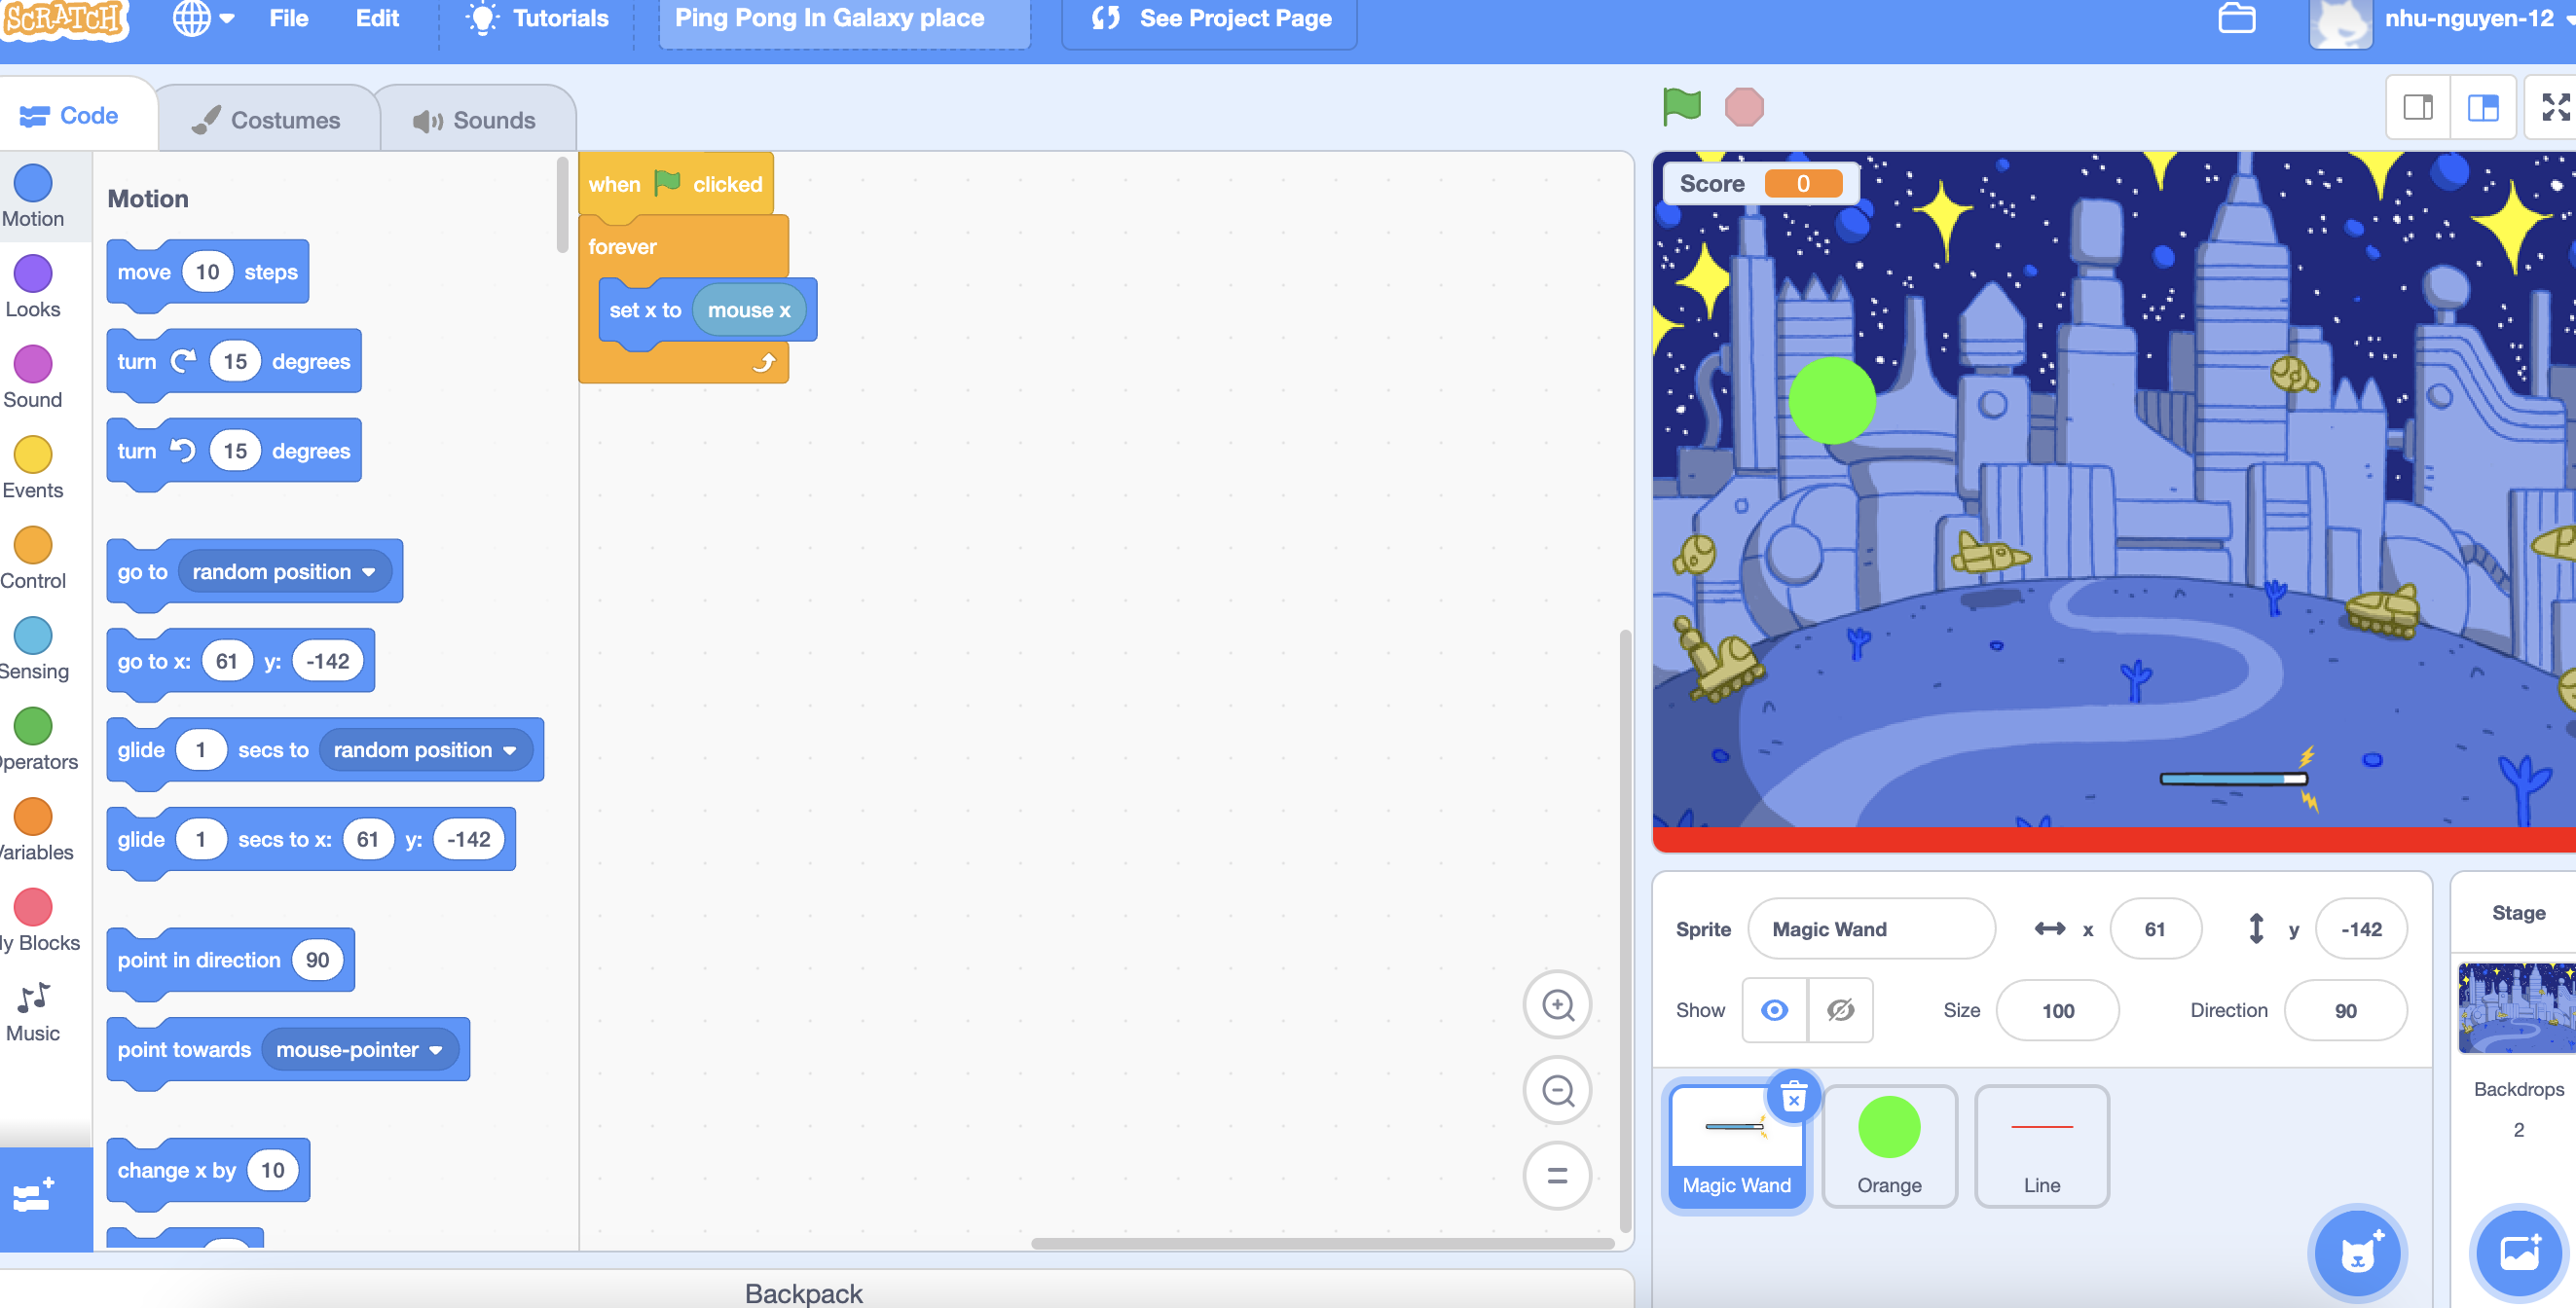 SCRATCH
File
Edit
Tutorials
Ping Pong In Galaxy place
See Project Page
nhu-nguyen-12
Code
Costumes
Sounds
Motion
Looks
Sound
Events
Control
Sensing
perators
ariables
y Blocks
Music
Motion
move 10 steps
turn 15 degrees
turn 15 degrees
go to random position
go to x: 61 y: -142
glide 1 secs to random position
glide 1 secs to x: 61 y: -142
point in direction 90
point towards mouse-pointer
change x by 10
when clicked
forever
set x to mouse x
Backpack
Score 0
Sprite Magic Wand x 61 y -142
Show Size 100 Direction 90
Magic Wand
Orange
Line
Stage
Backdrops
2